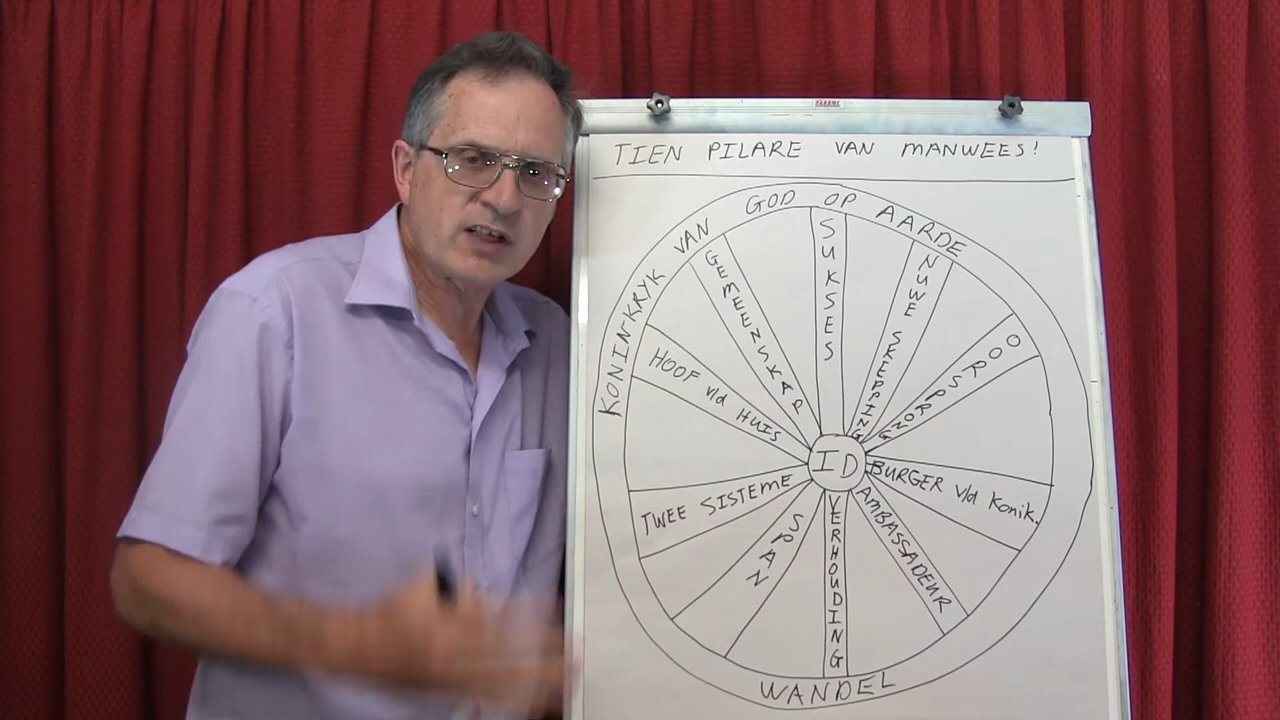 TIEN PILARE VAN MANWEES!
KONINKRYK VAN GOD OP AARDE
SUKSES
NUWE SKEPPING
OORSPRONG
BURGER v/d Konik.
AMBASSADEUR
VERHOUDING
SPAN
TWEE SISTEME
HOOF v/d HUIS
GEMEENSKAP
ID
WANDEL